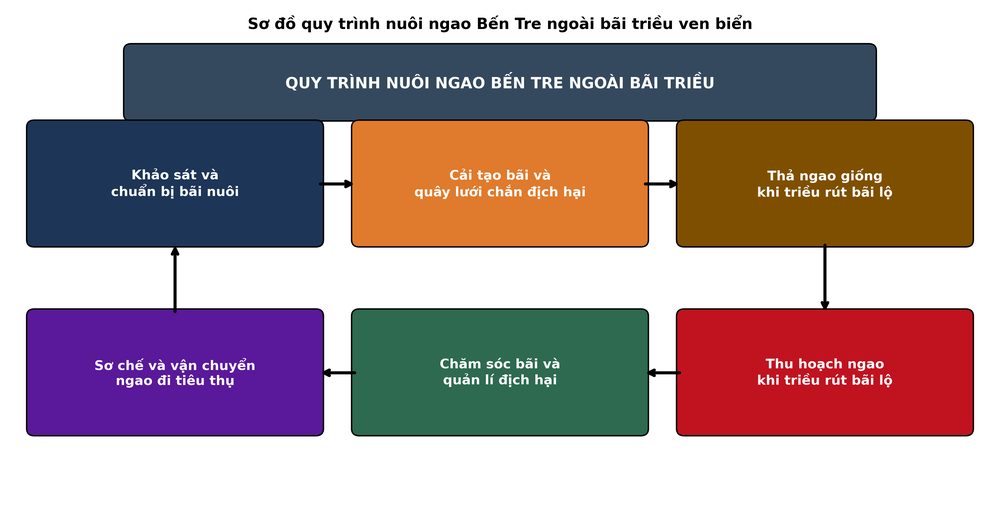 Sơ đồ quy trình nuôi ngao Bến Tre ngoài bãi triều ven biển
QUY TRÌNH NUÔI NGAO BẾN TRE NGOÀI BÃI TRIỀU
Khảo sát và
chuẩn bị bãi nuôi
Cải tạo bãi và
quây lưới chắn địch hại
Thả ngao giống
khi triều rút bãi lộ
Sơ chế và vận chuyển
ngao đi tiêu thụ
Chăm sóc bãi và
quản lí địch hại
Thu hoạch ngao
khi triều rút bãi lộ